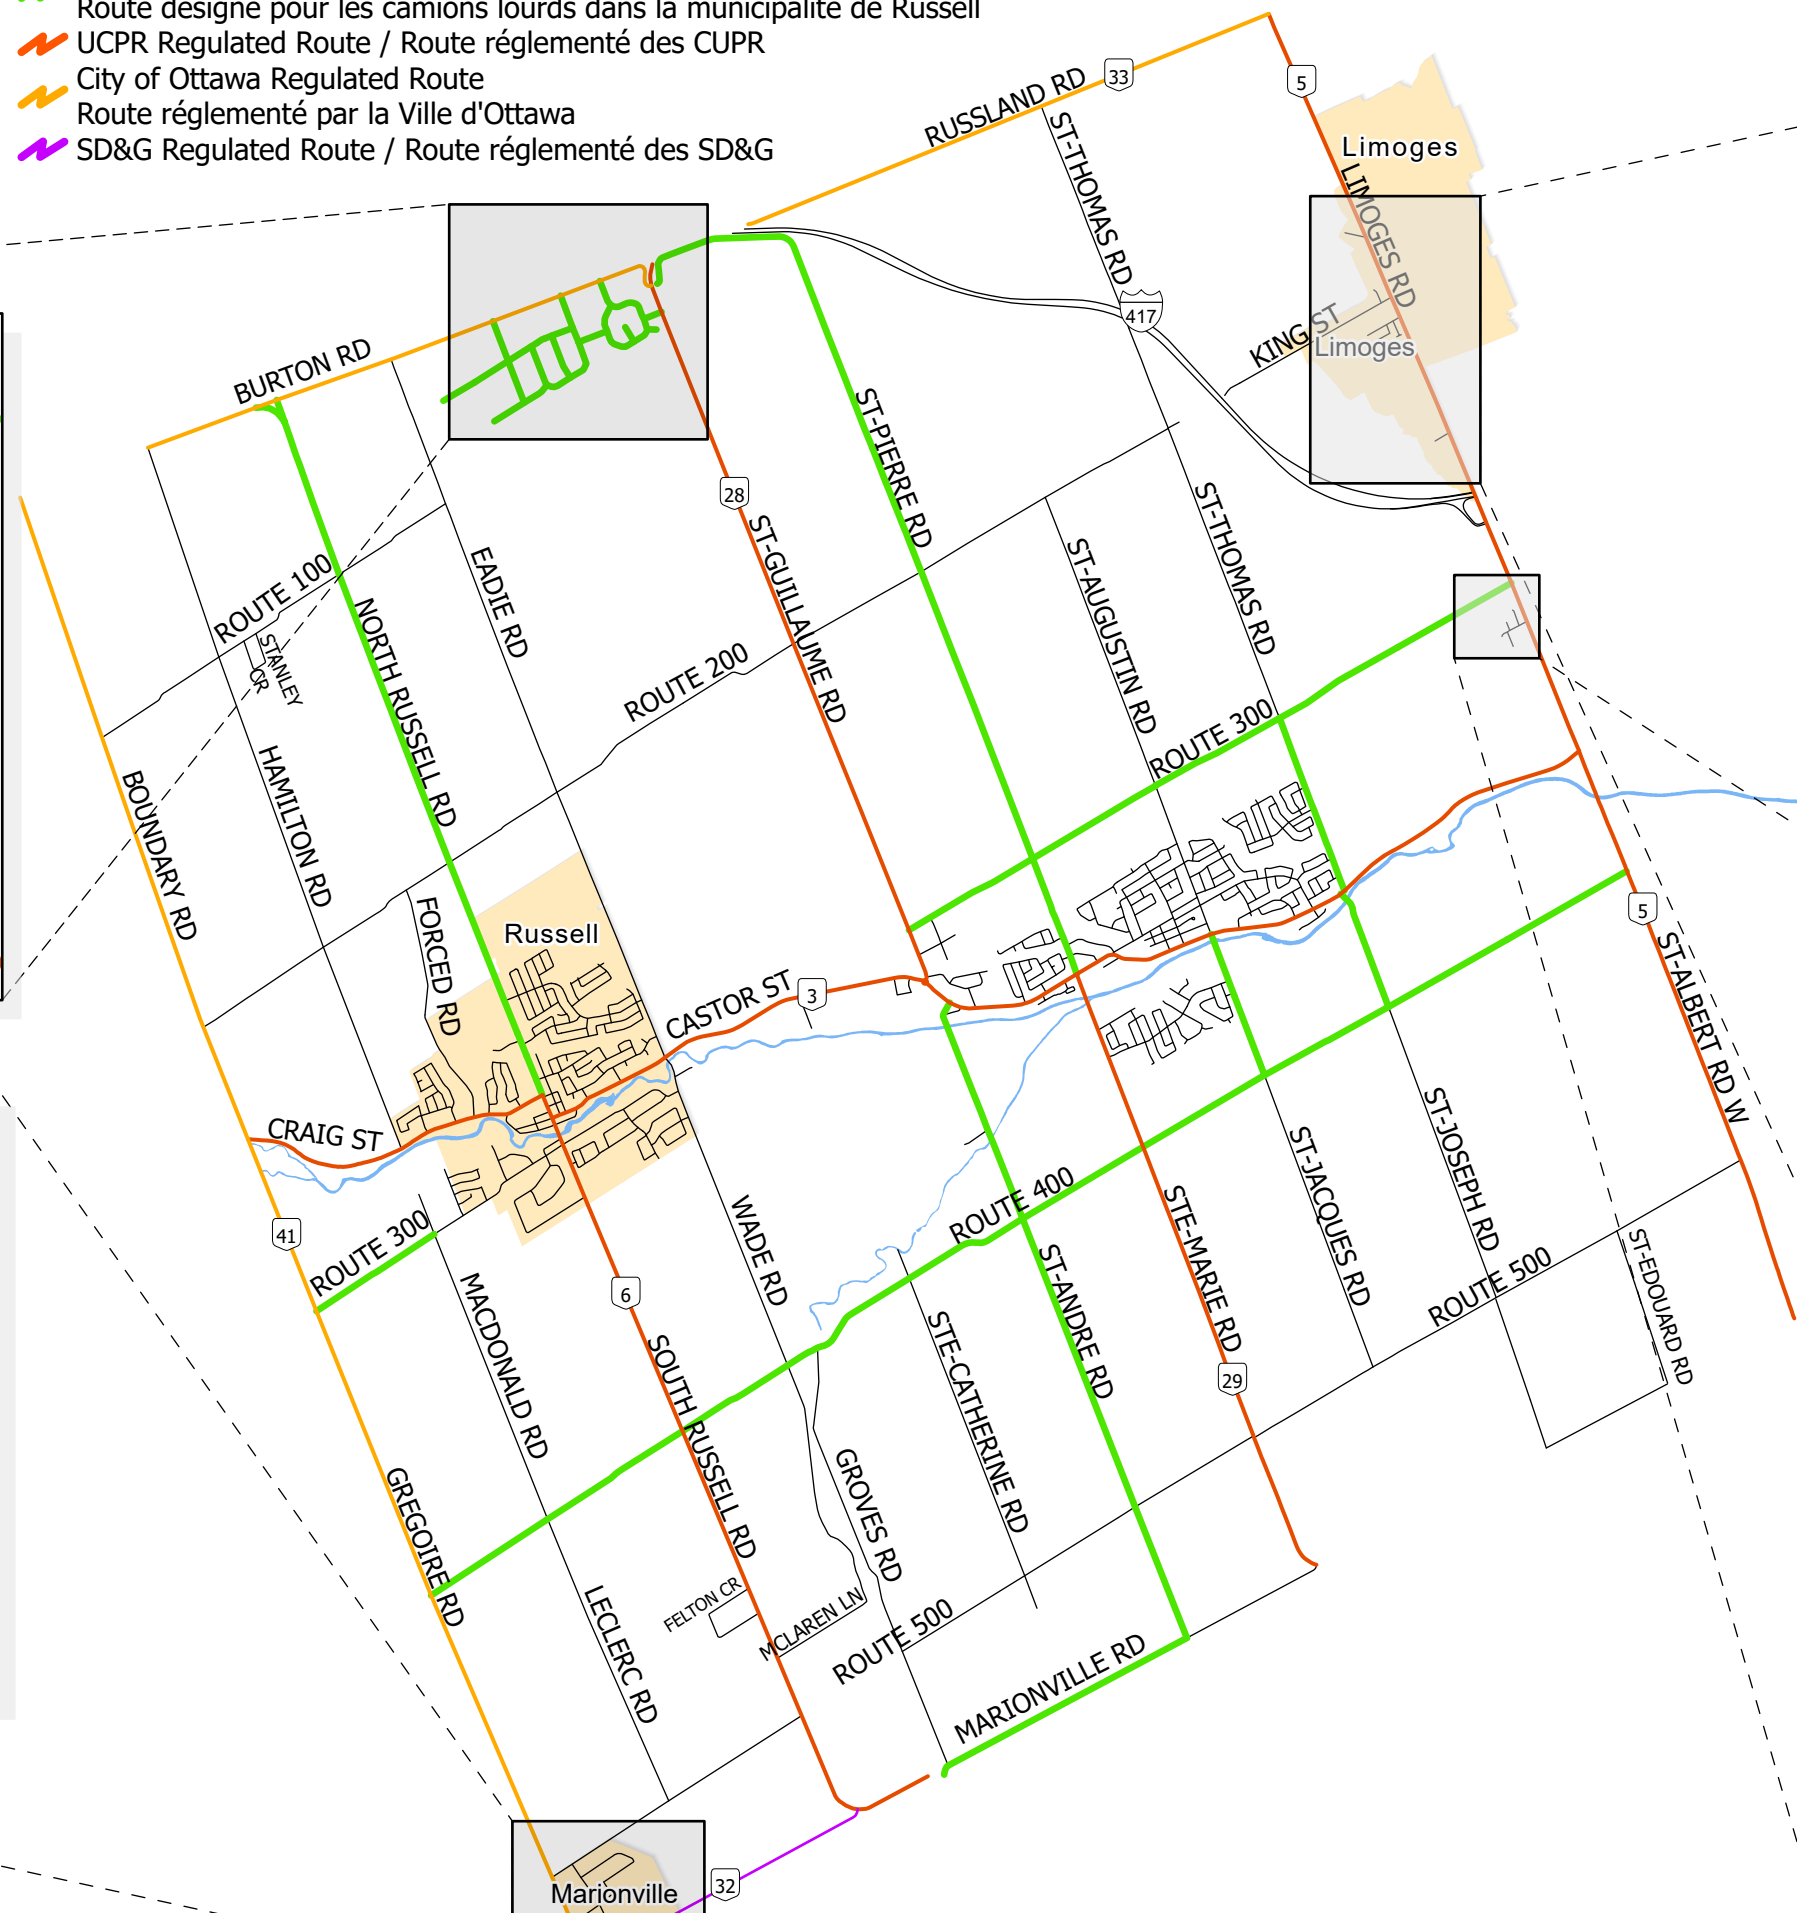 Route désigné pour les camions lourds dans la municipalité de Russell
UCPR Regulated Route / Route réglementé des CUPR
City of Ottawa Regulated Route
Route réglementé par la Ville d'Ottawa
SD&G Regulated Route / Route réglementé des SD&G
RUSSLAND RD
33
5
Limoges
ST-THOMAS RD
LIMOGES RD
417
KING ST
Limoges
BURTON RD
28
ST-PIERRE RD
ST-GUILLAUME RD
ST-THOMAS RD
ST-AUGUSTIN RD
ROUTE 100
STANLEY
CR
EADIE RD
NORTH RUSSELL RD
ROUTE 200
HAMILTON RD
BOUNDARY RD
ROUTE 300
FORCED RD
Russell
5
CASTOR ST
3
ST-ALBERT RD W
CRAIG ST
41
ROUTE 300
WADE RD
ROUTE 400
ST-JACQUES RD
ST-JOSEPH RD
STE-MARIE RD
ST-ANDRE RD
ROUTE 500
ST-EDOUARD RD
MACDONALD RD
6
SOUTH RUSSELL RD
STE-CATHERINE RD
29
GROVES RD
GREGOIRE RD
LECLERC RD
FELTON CR
MCLAREN LN
ROUTE 500
MARIONVILLE RD
Marionville
32